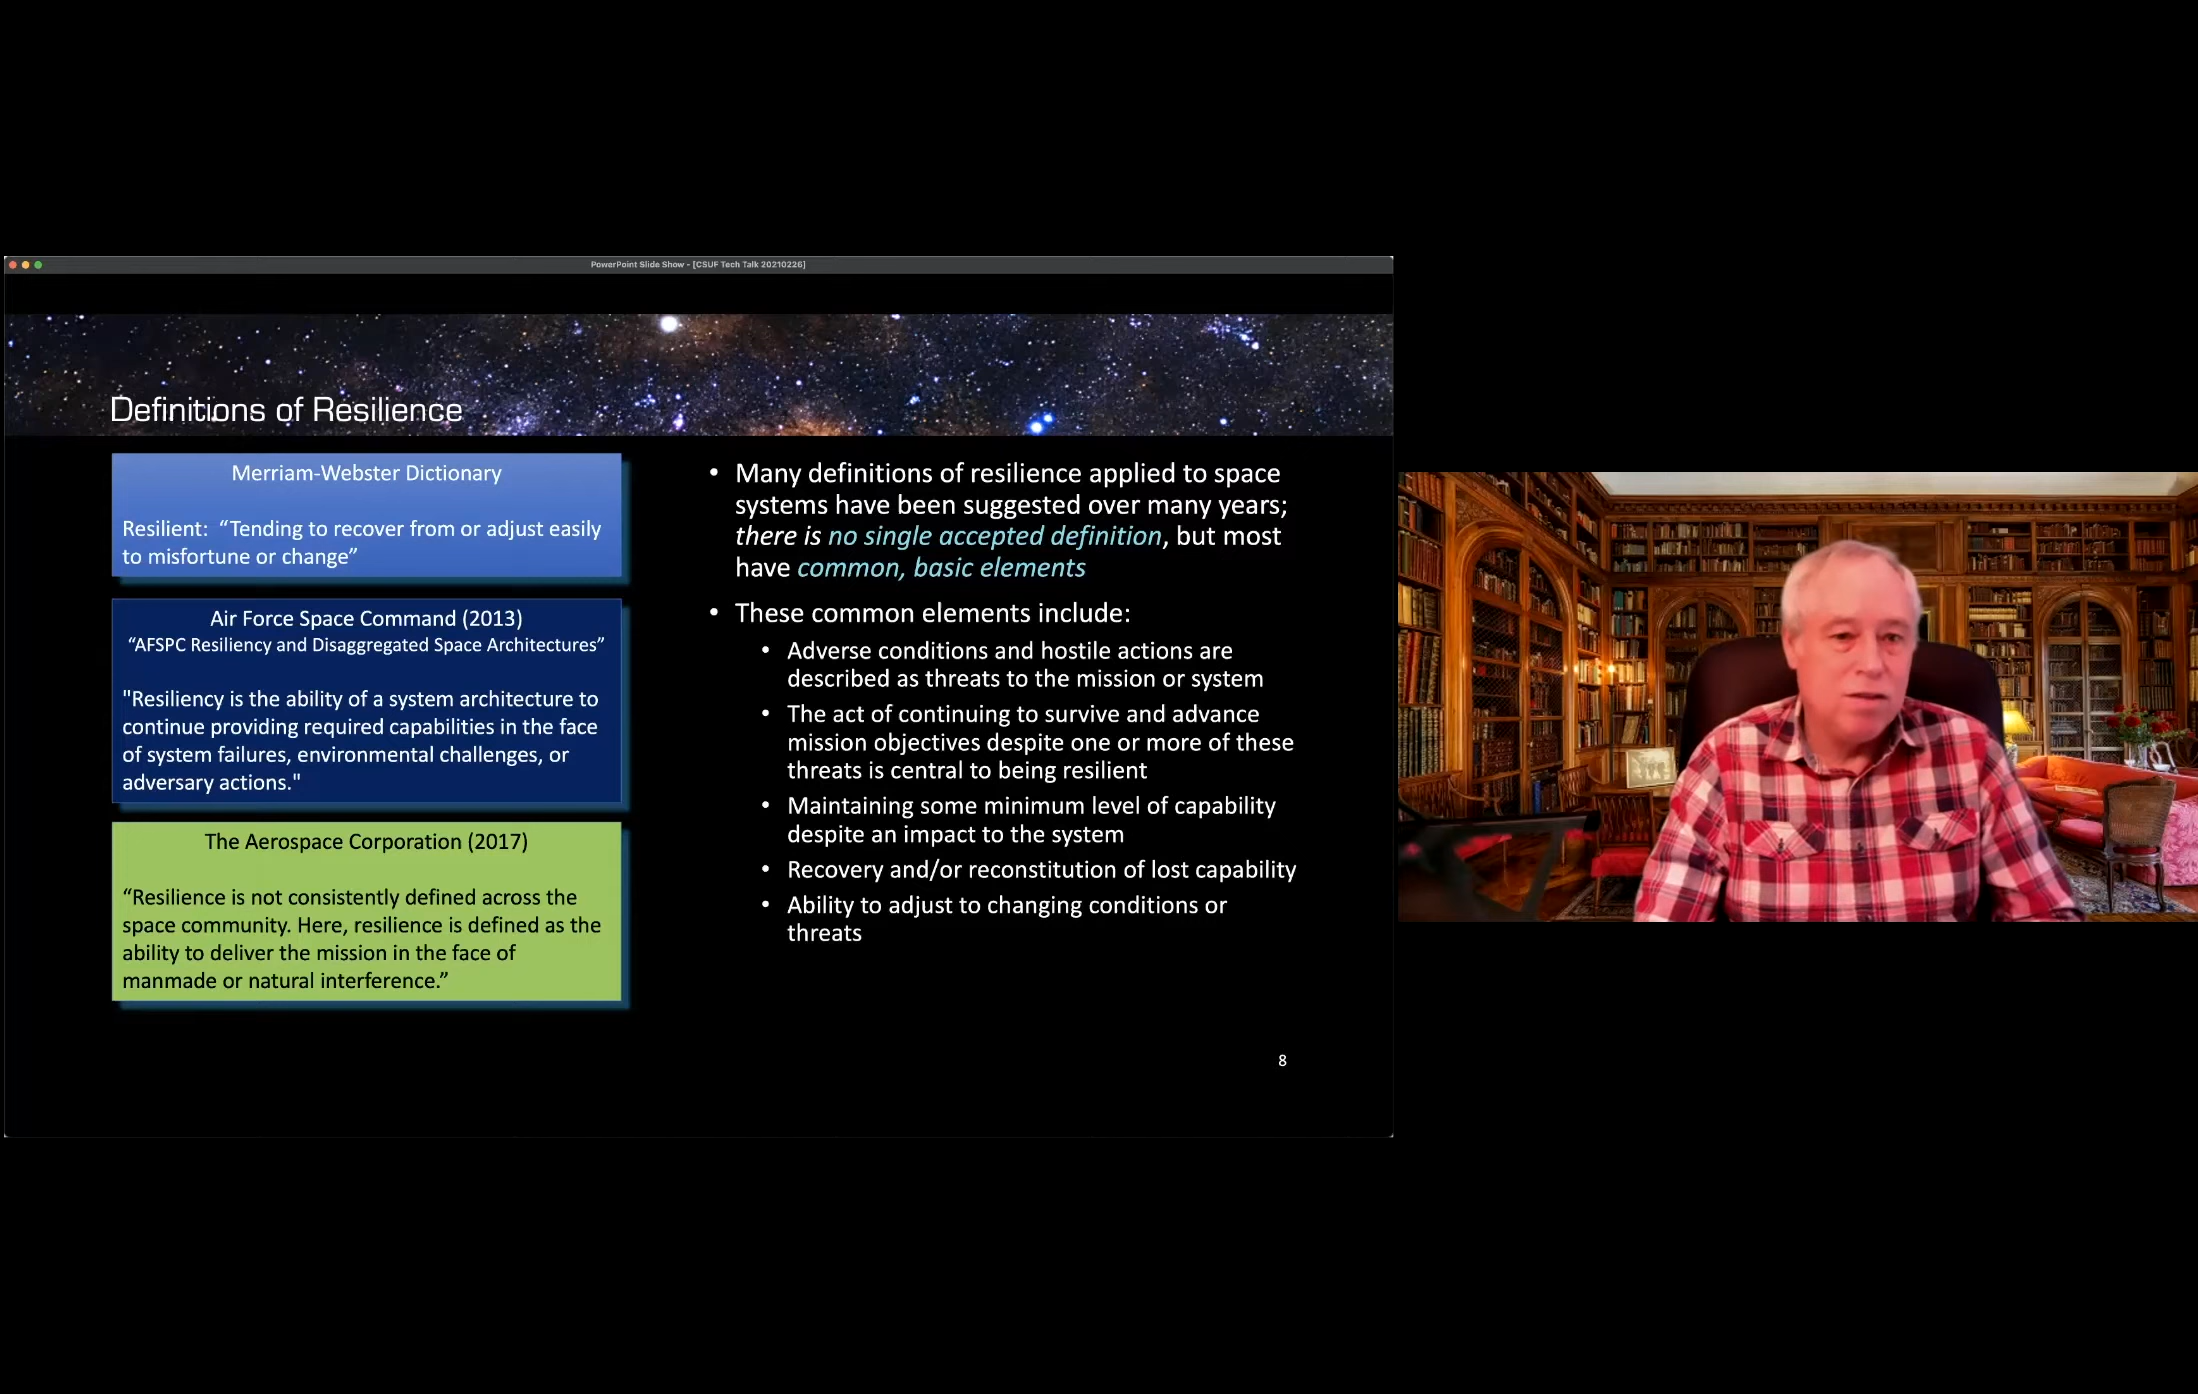 PowerPoint Slide Show - [CSUF Tech Talk 20210226]
Definitions of Resilience
Merriam-Webster Dictionary
Resilient:  “Tending to recover from or adjust easily
to misfortune or change”
Air Force Space Command (2013)
“AFSPC Resiliency and Disaggregated Space Architectures”
"Resiliency is the ability of a system architecture to
continue providing required capabilities in the face
of system failures, environmental challenges, or
adversary actions."
The Aerospace Corporation (2017)
“Resilience is not consistently defined across the
space community. Here, resilience is defined as the
ability to deliver the mission in the face of
manmade or natural interference.”
• Many definitions of resilience applied to space
systems have been suggested over many years;
there is no single accepted definition, but most
have common, basic elements
• These common elements include:
• Adverse conditions and hostile actions are
described as threats to the mission or system
• The act of continuing to survive and advance
mission objectives despite one or more of these
threats is central to being resilient
• Maintaining some minimum level of capability
despite an impact to the system
• Recovery and/or reconstitution of lost capability
• Ability to adjust to changing conditions or
threats
8